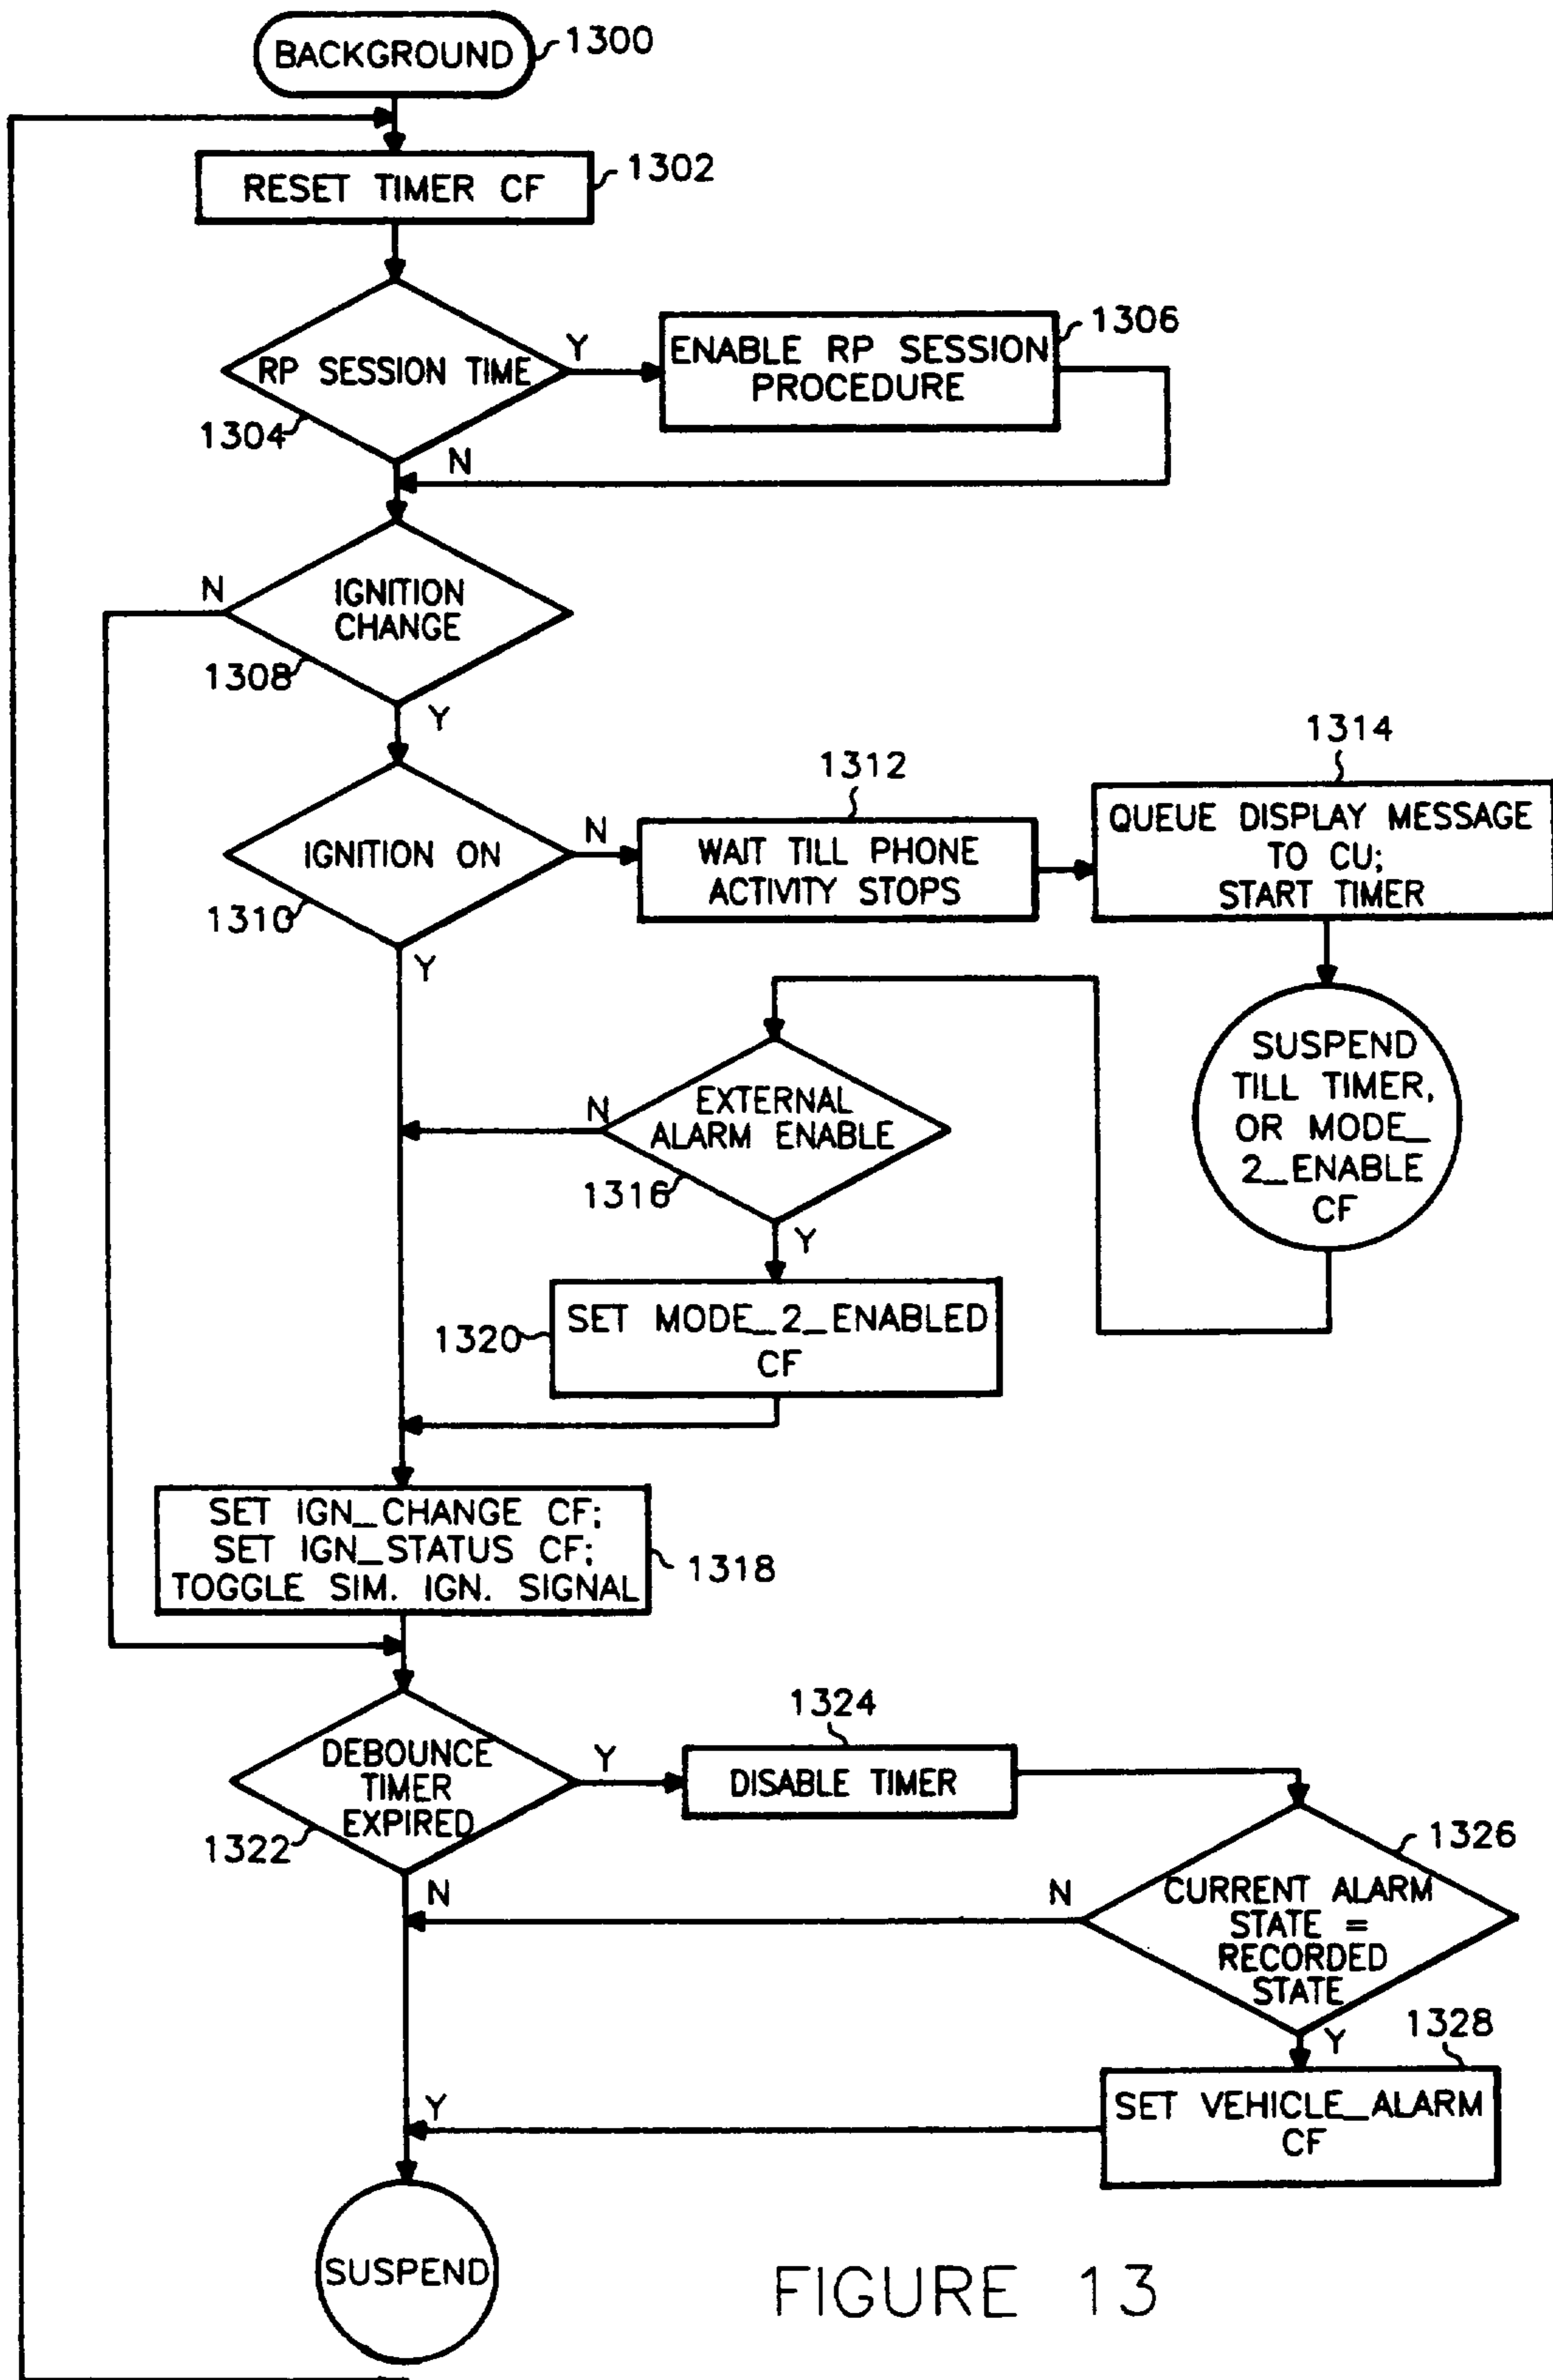 BACKGROUND
1300
RESET TIMER CF
1302
RP SESSION TIME
1304
Y
N
ENABLE RP SESSION
PROCEDURE
1306
IGNITION
CHANGE
1308
N
Y
IGNITION ON
1310
N
Y
1312
WAIT TILL PHONE
ACTIVITY STOPS
1314
QUEUE DISPLAY MESSAGE
TO CU;
START TIMER
SUSPEND
TILL TIMER,
OR MODE_
2_ENABLE
CF
EXTERNAL
ALARM ENABLE
1316
N
Y
1320
SET MODE_2_ENABLED
CF
SET IGN_CHANGE CF;
SET IGN_STATUS CF;
TOGGLE SIM. IGN. SIGNAL
1318
DEBOUNCE
TIMER
EXPIRED
1322
Y
N
1324
DISABLE TIMER
1326
CURRENT ALARM
STATE =
RECORDED
STATE
N
Y
1328
SET VEHICLE_ALARM
CF
Y
SUSPEND
FIGURE 13